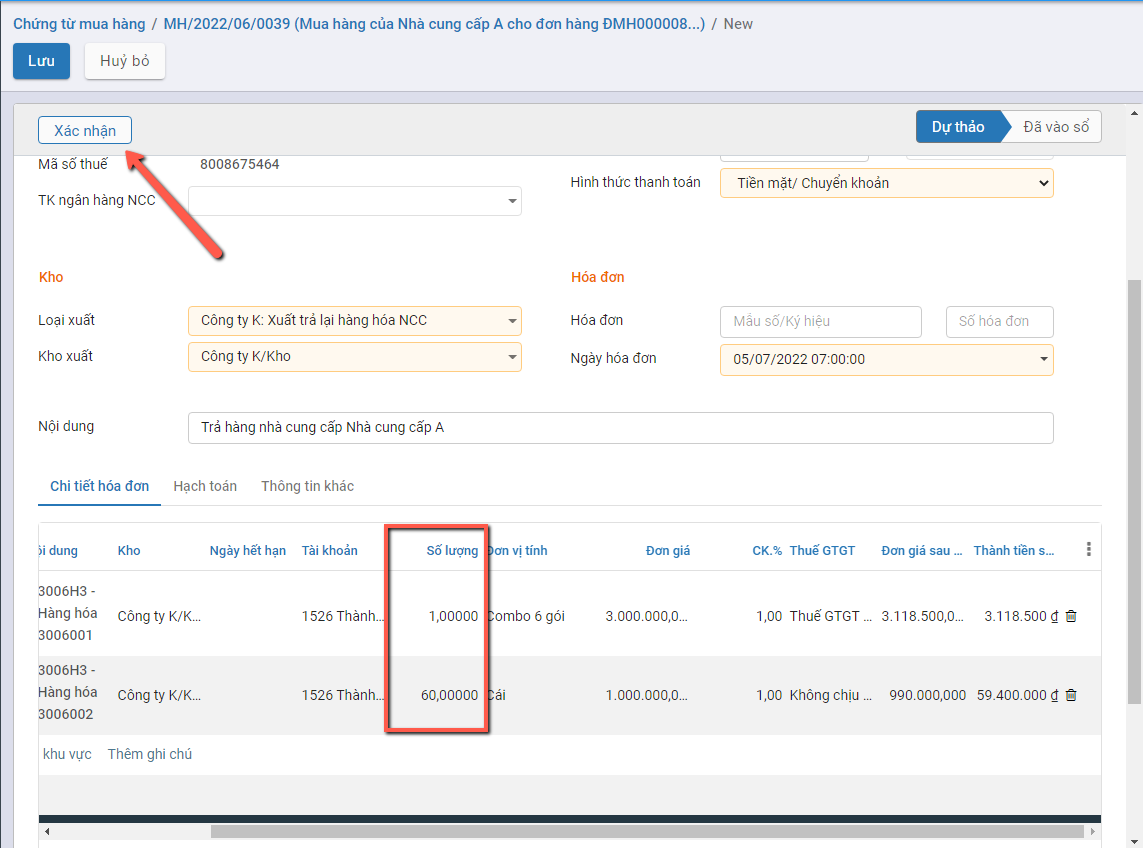 Chứng từ mua hàng / MH/2022/06/0039 (Mua hàng của Nhà cung cấp A cho đơn hàng ĐMH000008...) / New
Lưu Huỷ bỏ
Xác nhận Dự thảo Đã vào sổ
Mã số thuế 8008675464
Hình thức thanh toán Tiền mặt/ Chuyển khoản
TK ngân hàng NCC
Kho Hóa đơn
Loại xuất Công ty K: Xuất trả lại hàng hóa NCC Hóa đơn Mẫu số/Ký hiệu Số hóa đơn
Kho xuất Công ty K/Kho Ngày hóa đơn 05/07/2022 07:00:00
Nội dung Trả hàng nhà cung cấp Nhà cung cấp A
Chi tiết hóa đơn Hạch toán Thông tin khác
ội dung Kho Ngày hết hạn Tài khoản Số lượng Đơn vị tính Đơn giá CK.% Thuế GTGT Đơn giá sau ... Thành tiền s...
3006H3 -
Hàng hóa Công ty K/K... 1526 Thành... 1,00000 Combo 6 gói 3.000.000,0... 1,00 Thuế GTGT ... 3.118.500,0... 3.118.500 ₫
3006001
3006H3 -
Hàng hóa Công ty K/K... 1526 Thành... 60,00000 Cái 1.000.000,0... 1,00 Không chịu ... 990.000,000 59.400.000 ₫
3006002
khu vực Thêm ghi chú